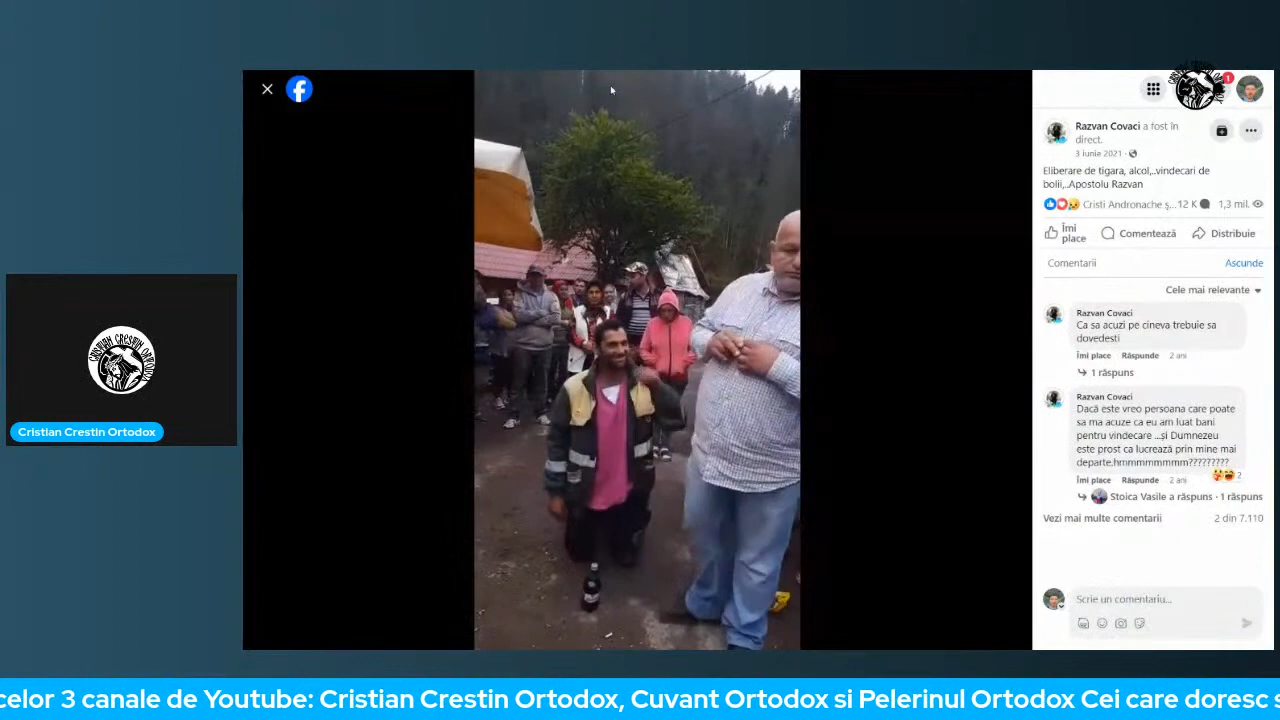 CRISTIAN CRESTIN ORTODOX
Cristian Crestin Ortodox
1
Razvan Covaci a fost în
direct.
3 iunie 2021 ·
Eliberare de tigara, alcol,..vindecari de
bolii,..Apostolu Razvan
Cristi Andronache ș... 12 K 1,3 mil.
Îmi place
Comentează
Distribuie
Comentarii
Ascunde
Cele mai relevante
Razvan Covaci
Ca sa acuzi pe cineva trebuie sa
dovedesti
Îmi place Răspunde 2 ani
1 răspuns
Razvan Covaci
Dacă este vreo persoana care poate
sa ma acuze ca eu am luat bani
pentru vindecare ...și Dumnezeu
este prost ca lucrează prin mine mai
departe.hmmmmmmmm?????????
2
Îmi place Răspunde 2 ani
Stoica Vasile a răspuns · 1 răspuns
Vezi mai multe comentarii 2 din 7.110
Scrie un comentariu...
celor 3 canale de Youtube: Cristian Crestin Ortodox, Cuvant Ortodox si Pelerinul Ortodox Cei care doresc s